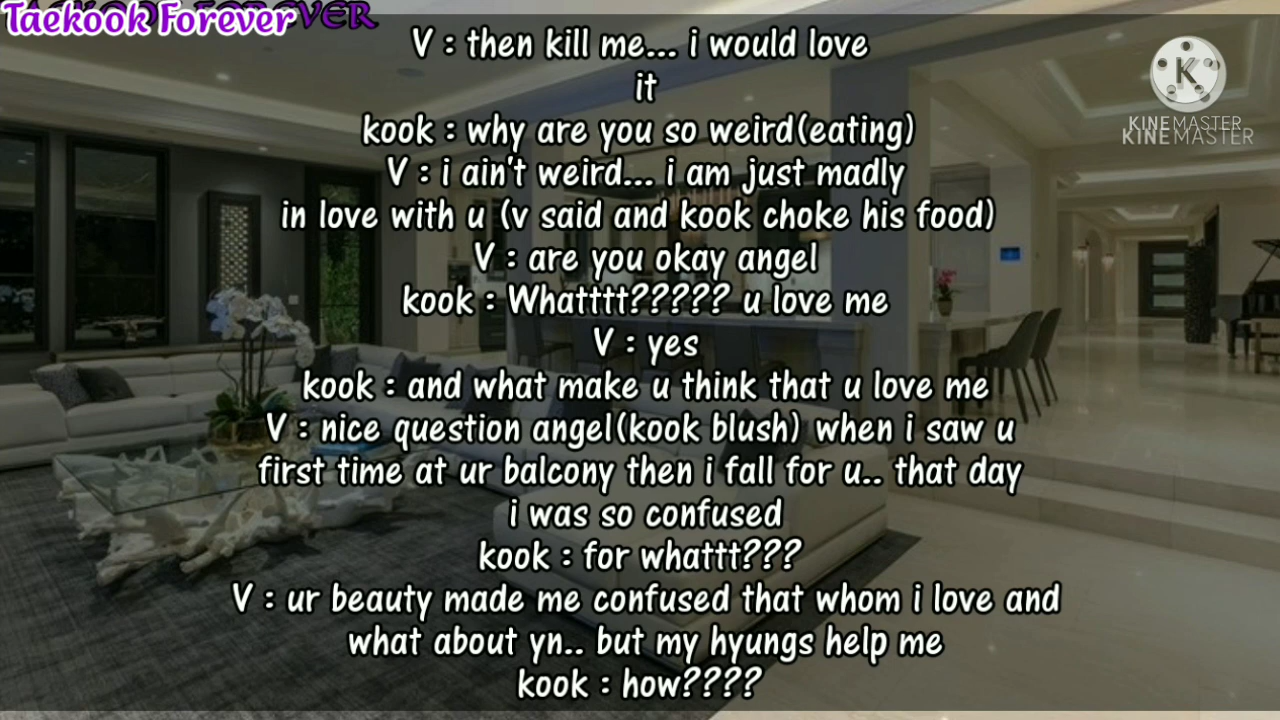 Taekook Forever
V : then kill me... i would love
it
kook : why are you so weird(eating)
V : i ain't weird... i am just madly
in love with u (v said and kook choke his food)
V : are you okay angel
kook : Whatttt????? u love me
V : yes
kook : and what make u think that u love me
V : nice question angel(kook blush) when i saw u
first time at ur balcony then i fall for u.. that day
i was so confused
kook : for whattt???
V : ur beauty made me confused that whom i love and
what about yn.. but my hyungs help me
kook : how????
K
KINEMASTER
KINEMASTER